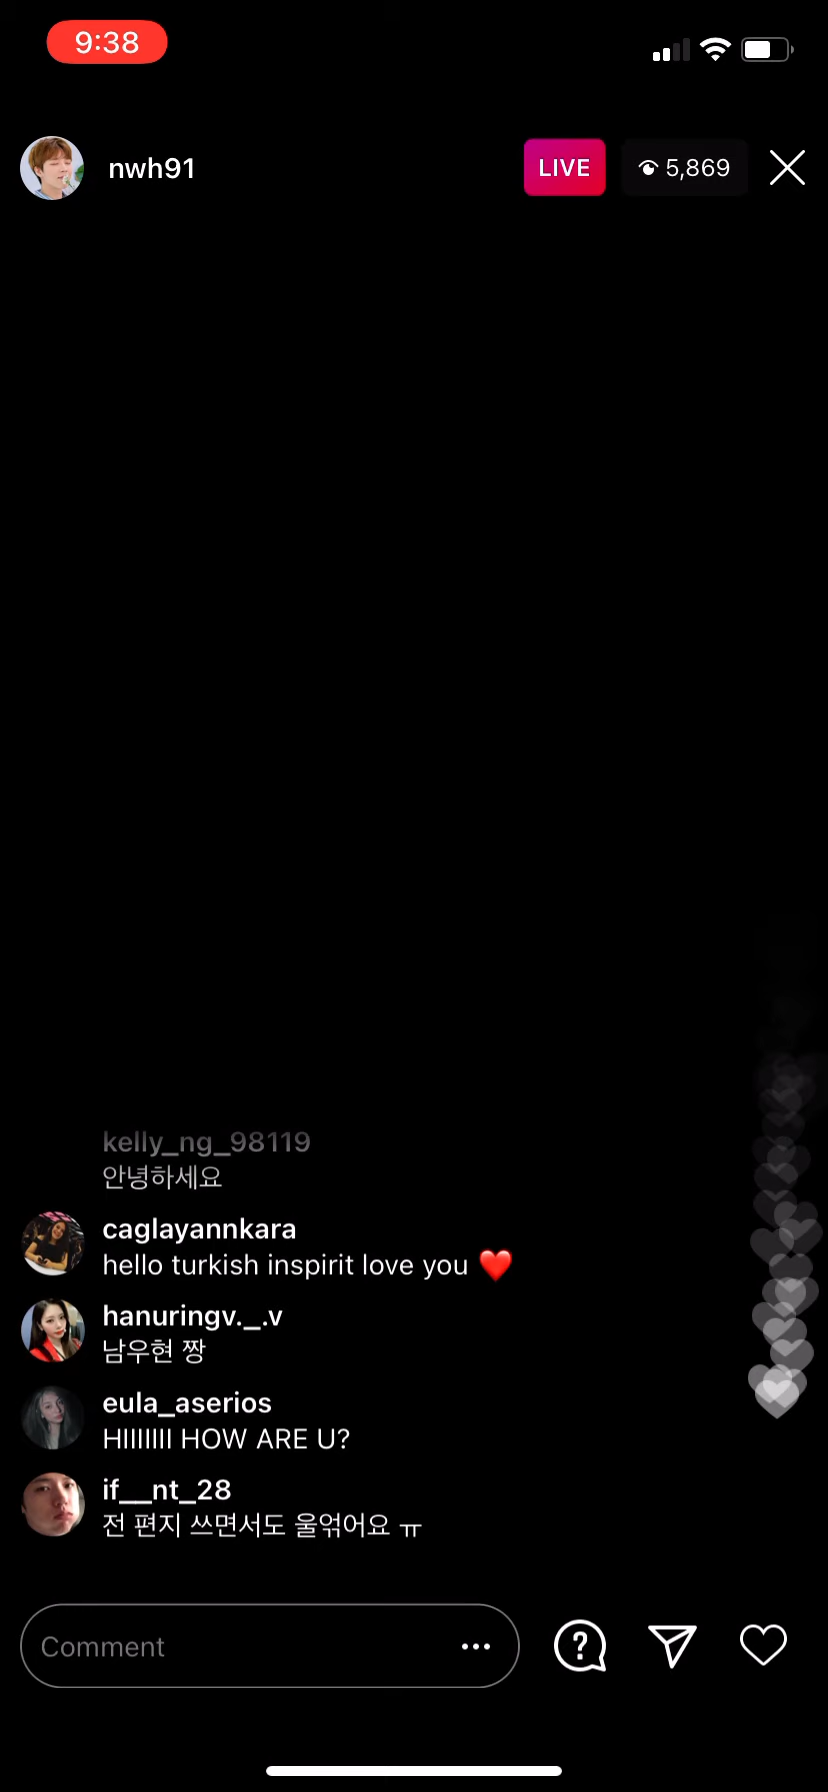 9:38
nwh91
LIVE
5,869
kelly_ng_98119
안녕하세요
caglayannkara
hello turkish inspirit love you ❤️
hanuringv._.v
남우현 짱
eula_aserios
HIIIIIII HOW ARE U?
if__nt_28
전 편지 쓰면서도 울얶어요 ㅠ
Comment